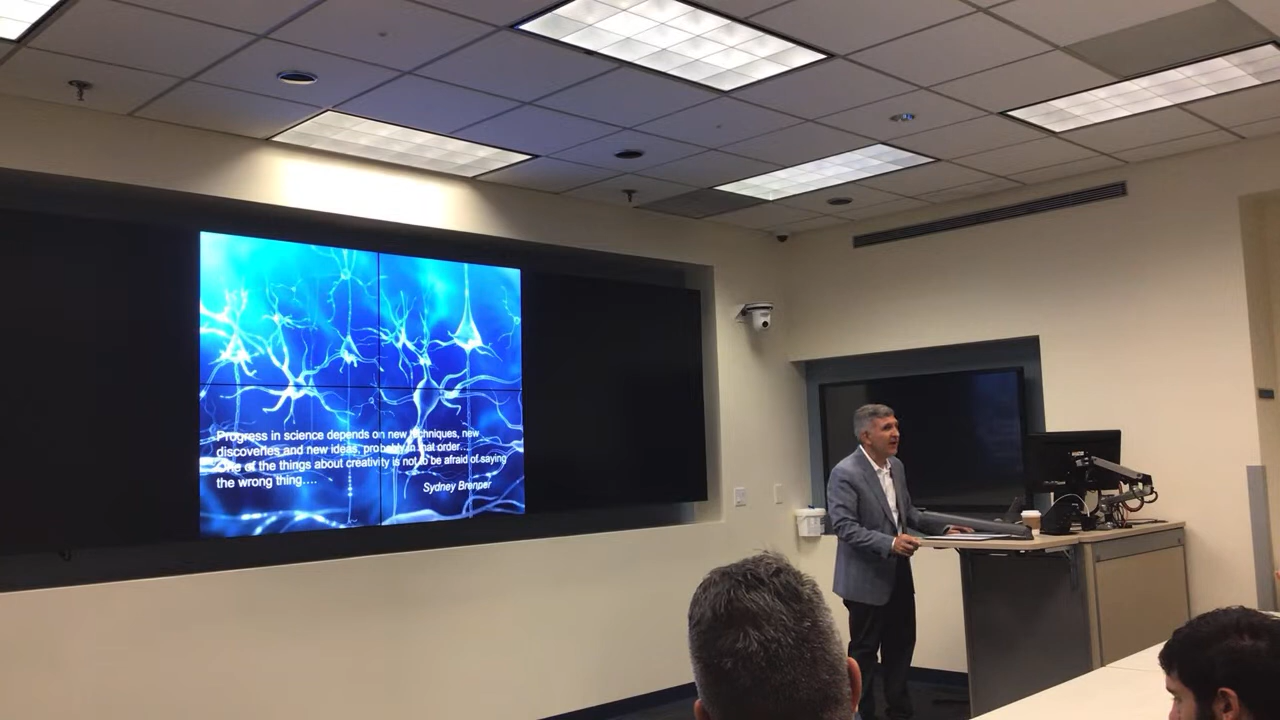 Progress in science depends on new techniques, new
discoveries and new ideas, probably in that order...
One of the things about creativity is not to be afraid of saying
the wrong thing....
Sydney Brenner